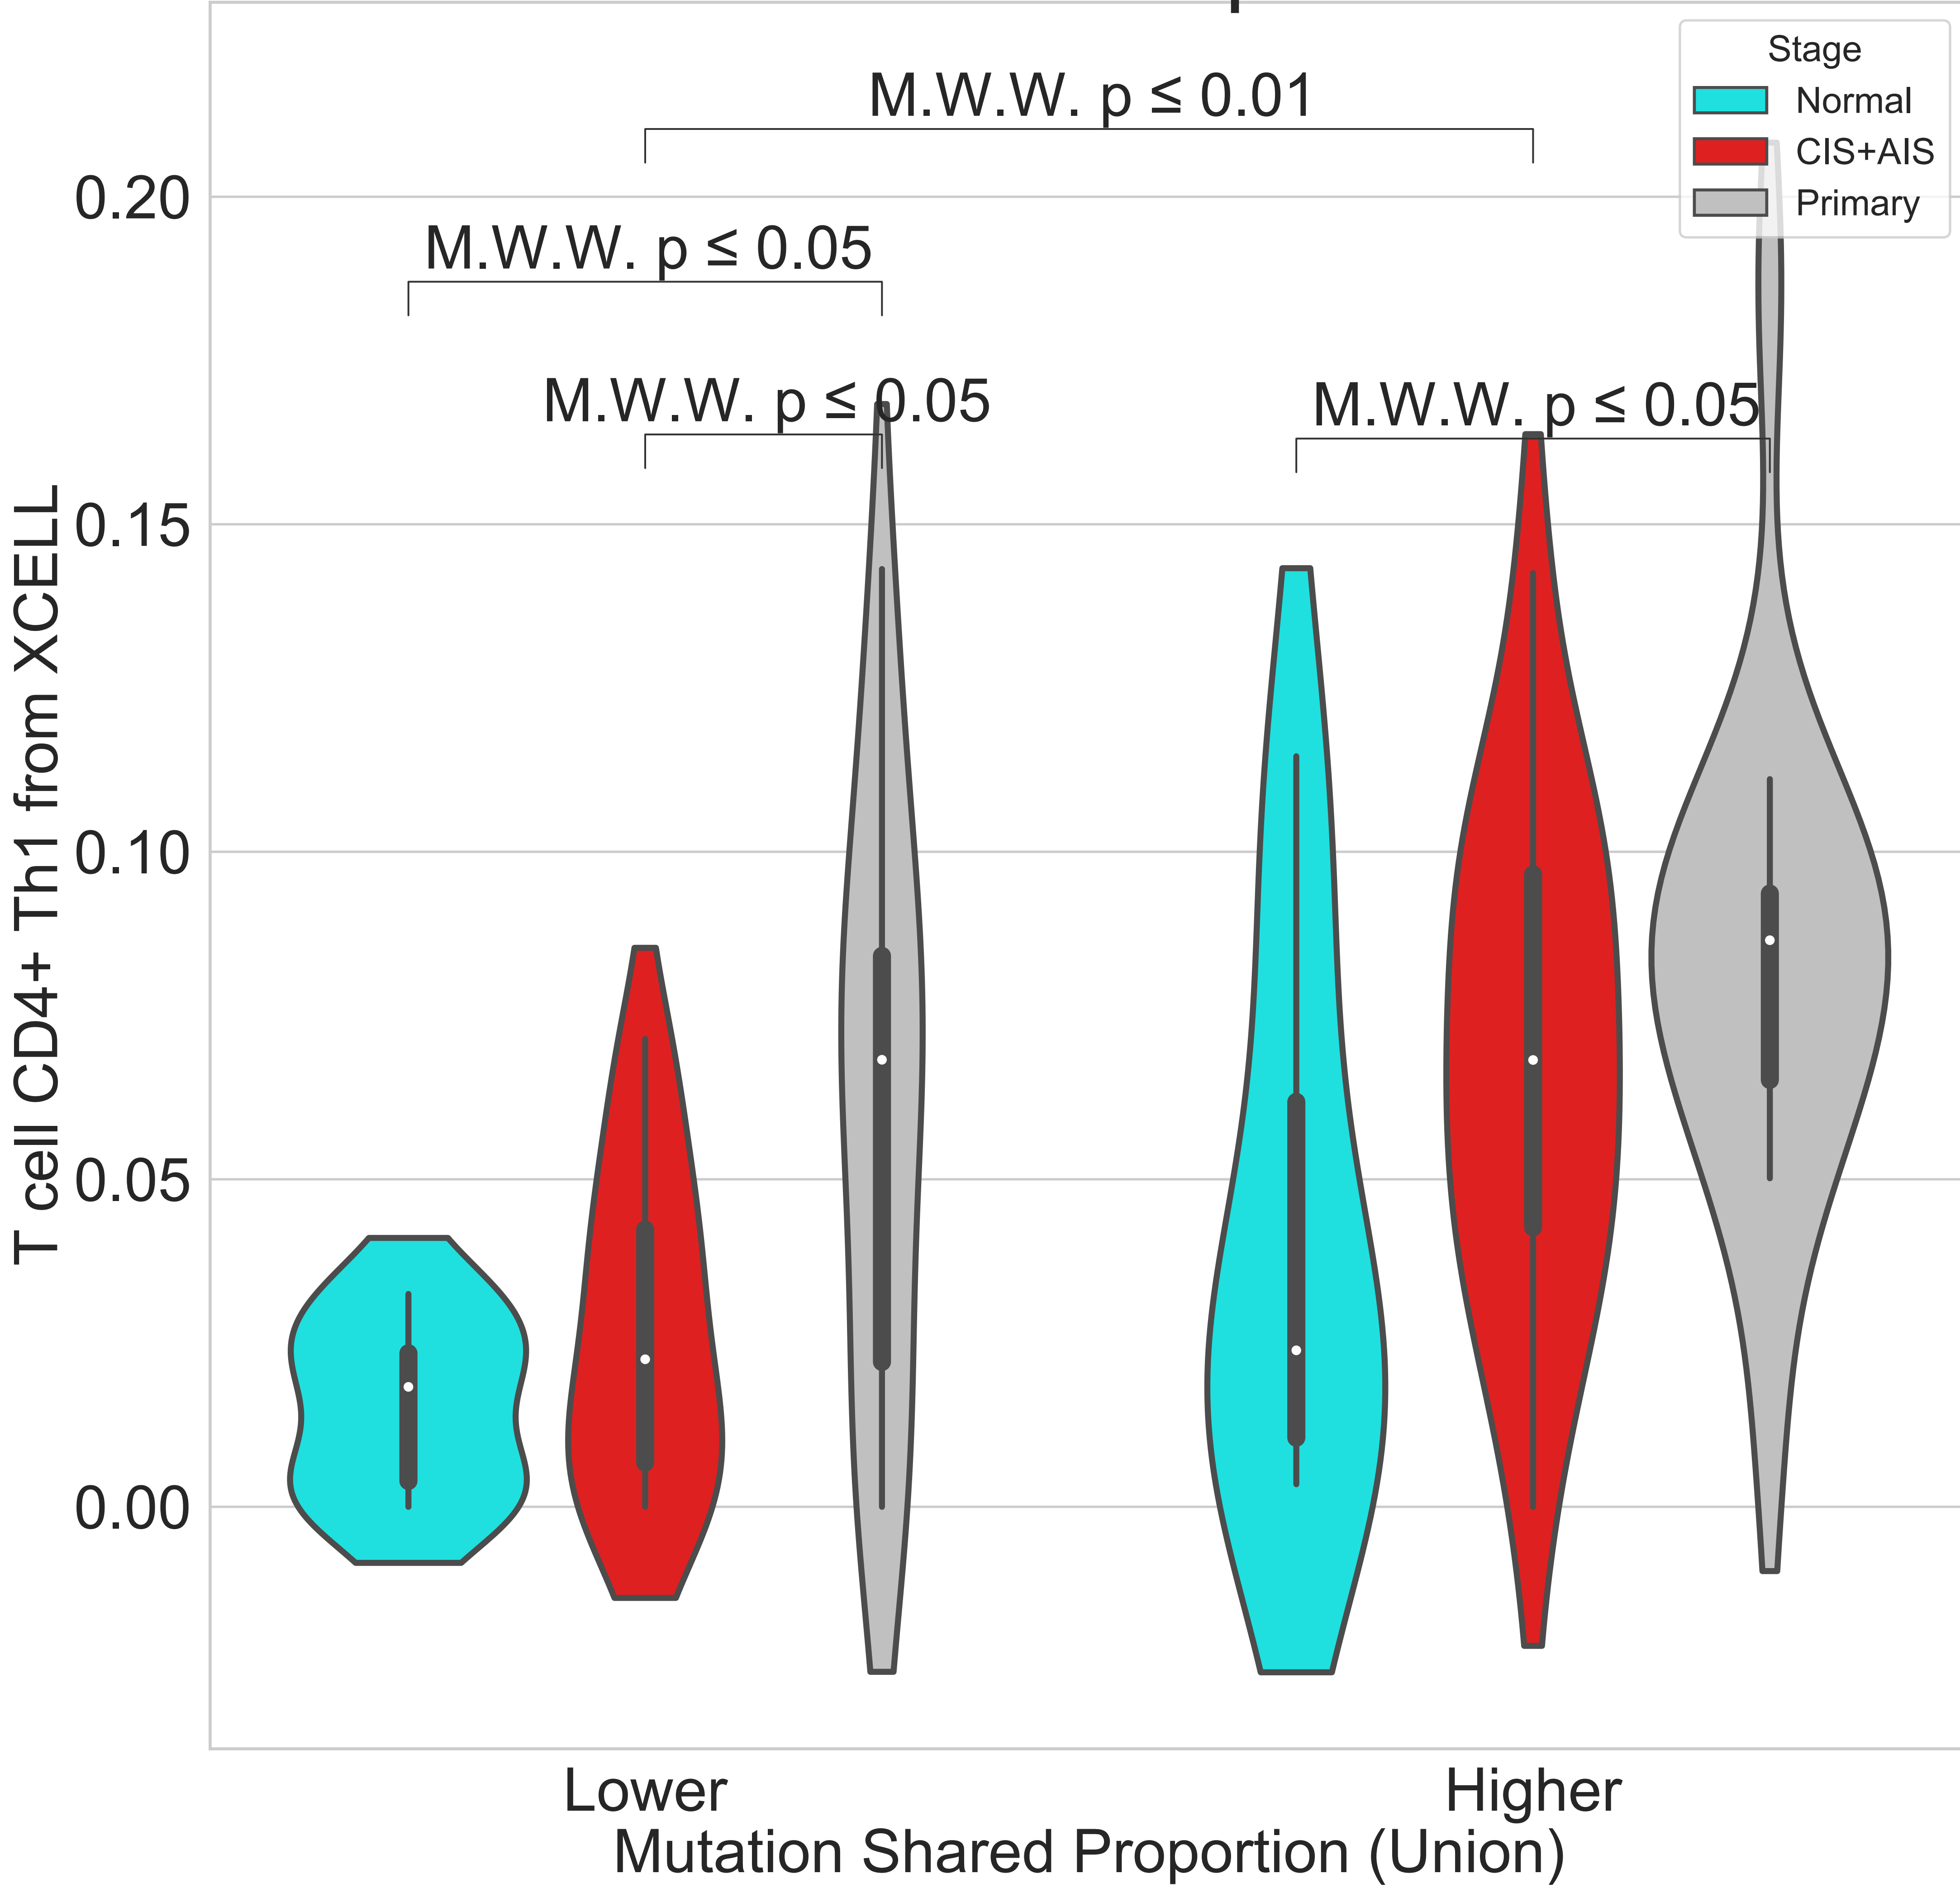 Stage
Normal
CIS+AIS
Primary
M.W.W. p ≤ 0.01
M.W.W. p ≤ 0.05
M.W.W. p ≤ 0.05
M.W.W. p ≤ 0.05
T cell CD4+ Th1 from XCELL
0.20
0.15
0.10
0.05
0.00
Lower
Higher
Mutation Shared Proportion (Union)